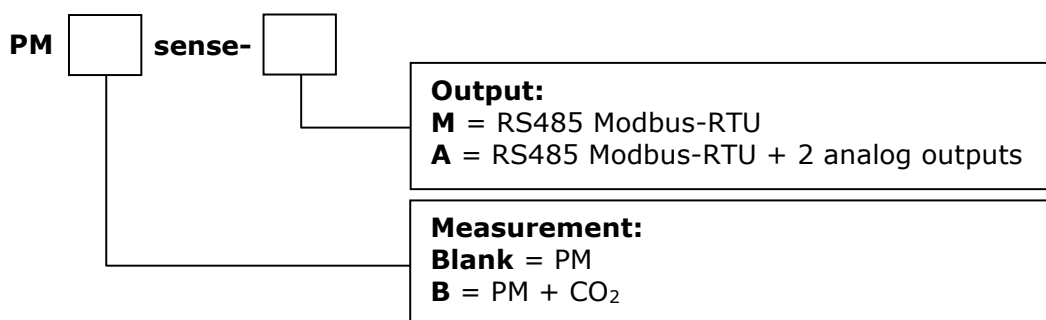 PM sense-
Output:
M = RS485 Modbus-RTU
A = RS485 Modbus-RTU + 2 analog outputs
Measurement:
Blank = PM
B = PM + CO₂